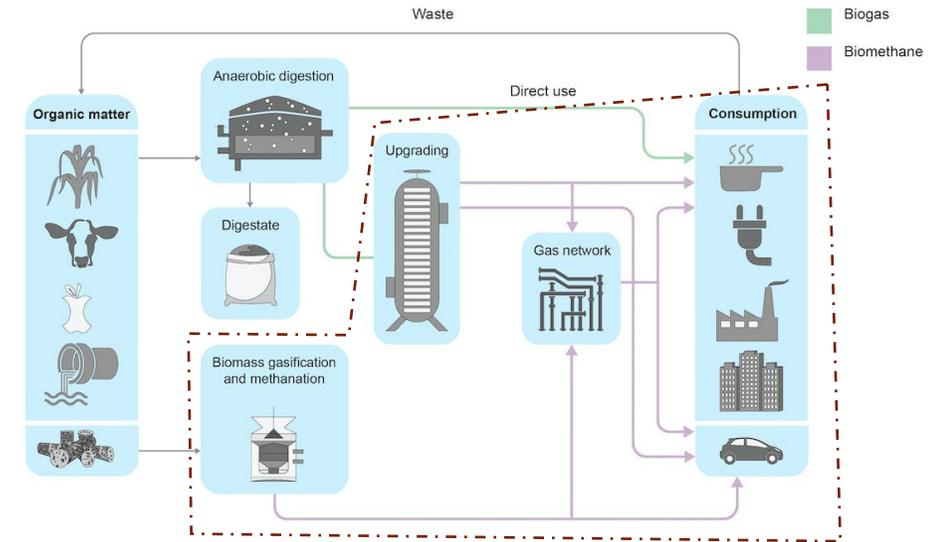 Waste
Biogas
Biomethane
Anaerobic digestion
Direct use
Organic matter
Consumption
Upgrading
Digestate
Gas network
Biomass gasification
and methanation